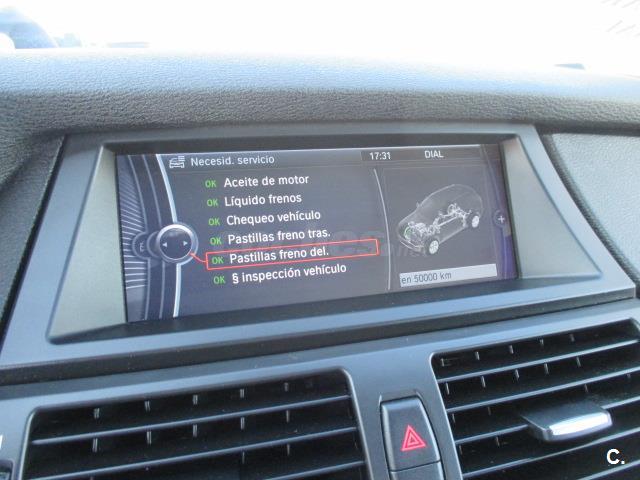 Necesid. servicio 17:31 DIAL
OK Aceite de motor
OK Líquido frenos
OK Chequeo vehículo
OK Pastillas freno tras.
OK Pastillas freno del.
OK § inspección vehículo
en 50000 km
C.